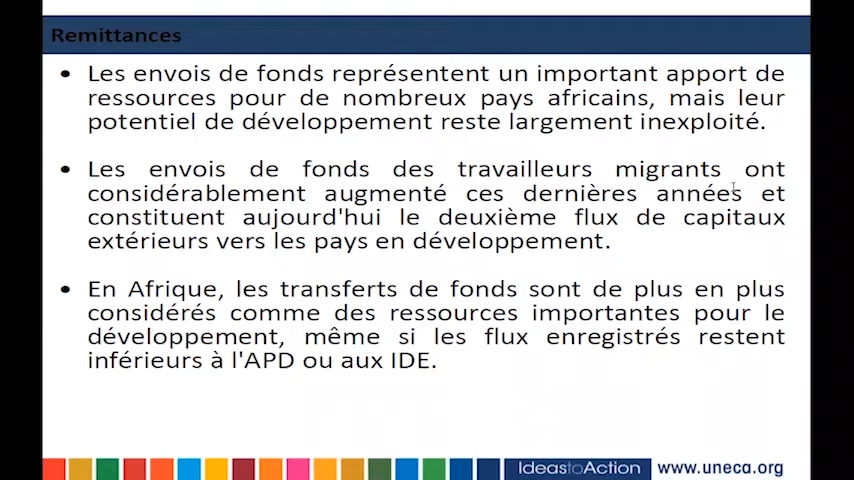 Remittances
• Les envois de fonds représentent un important apport de
ressources pour de nombreux pays africains, mais leur
potentiel de développement reste largement inexploité.
• Les envois de fonds des travailleurs migrants ont
considérablement augmenté ces dernières années et
constituent aujourd'hui le deuxième flux de capitaux
extérieurs vers les pays en développement.
• En Afrique, les transferts de fonds sont de plus en plus
considérés comme des ressources importantes pour le
développement, même si les flux enregistrés restent
inférieurs à l'APD ou aux IDE.
IdeastoAction www.uneca.org